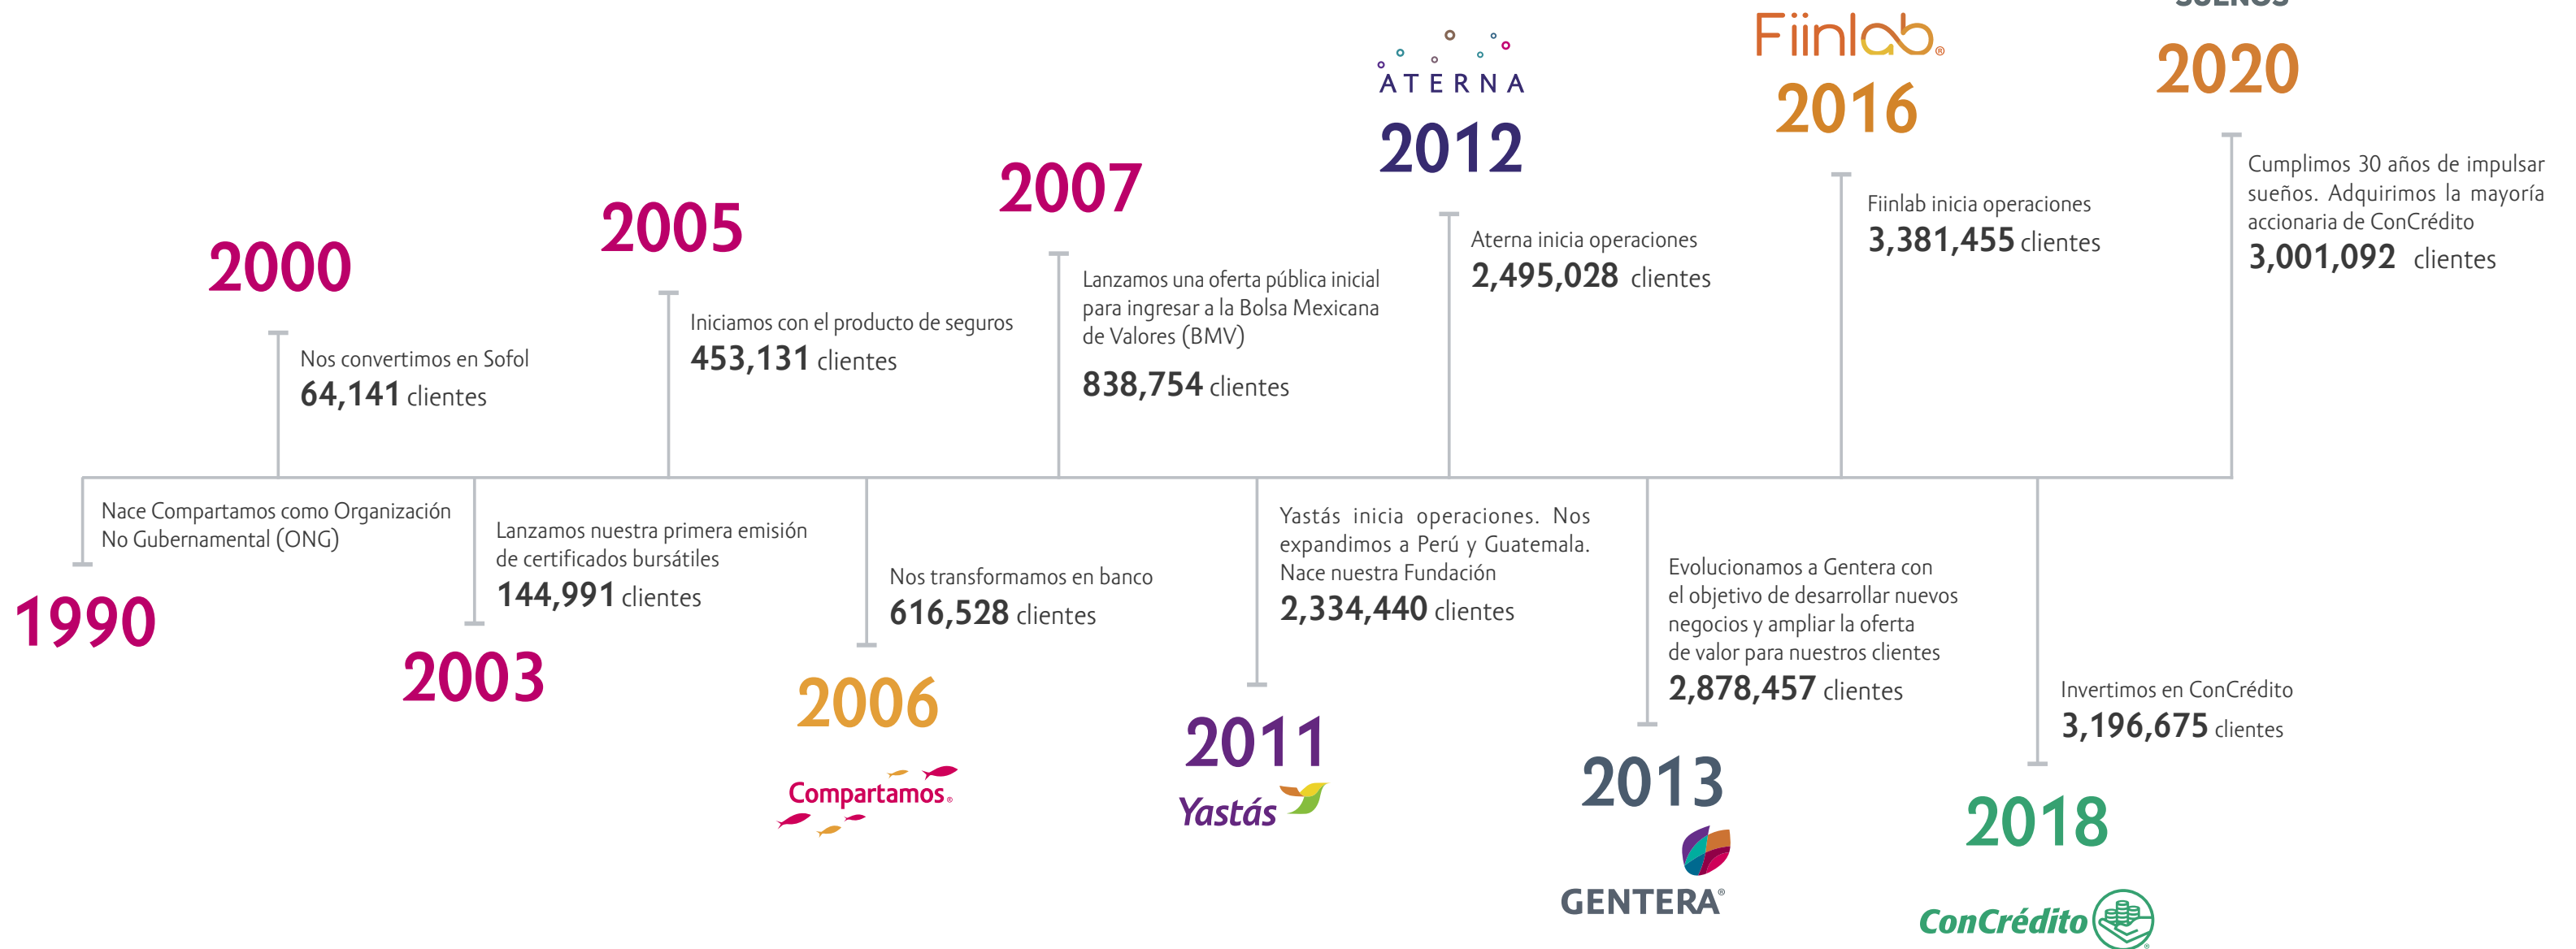 1990
Nace Compartamos como Organización
No Gubernamental (ONG)
2000
Nos convertimos en Sofol
64,141 clientes
2003
Lanzamos nuestra primera emisión
de certificados bursátiles
144,991 clientes
2005
Iniciamos con el producto de seguros
453,131 clientes
Nos transformamos en banco
616,528 clientes
2006
Compartamos®
2007
Lanzamos una oferta pública inicial
para ingresar a la Bolsa Mexicana
de Valores (BMV)
838,754 clientes
Yastás inicia operaciones. Nos
expandimos a Perú y Guatemala.
Nace nuestra Fundación
2,334,440 clientes
2011
Yastás
ATERNA
2012
Aterna inicia operaciones
2,495,028 clientes
Evolucionamos a Gentera con
el objetivo de desarrollar nuevos
negocios y ampliar la oferta
de valor para nuestros clientes
2,878,457 clientes
2013
GENTERA®
Fiinlab®
2016
Fiinlab inicia operaciones
3,381,455 clientes
Invertimos en ConCrédito
3,196,675 clientes
2018
ConCrédito®
2020
Cumplimos 30 años de impulsar
sueños. Adquirimos la mayoría
accionaria de ConCrédito
3,001,092 clientes